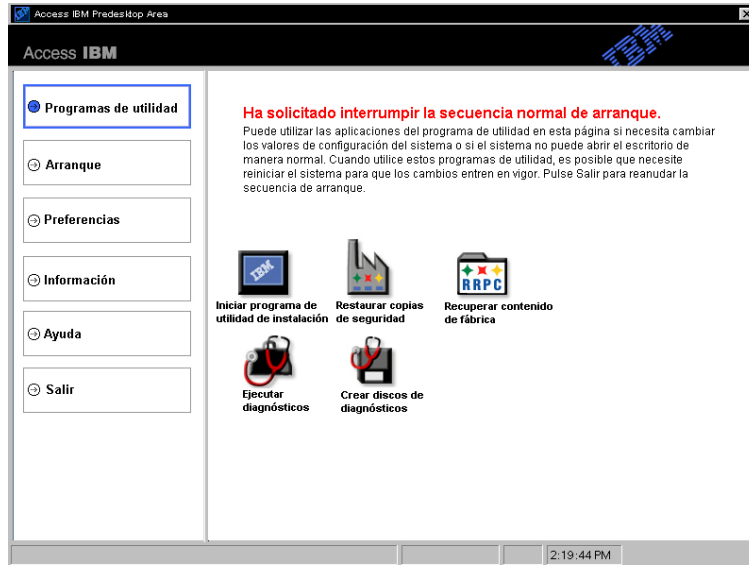 Access IBM Predesktop Area
Access IBM
IBM
Programas de utilidad
Arranque
Preferencias
Información
Ayuda
Salir
Ha solicitado interrumpir la secuencia normal de arranque.
Puede utilizar las aplicaciones del programa de utilidad en esta página si necesita cambiar
los valores de configuración del sistema o si el sistema no puede abrir el escritorio de
manera normal. Cuando utilice estos programas de utilidad, es posible que necesite
reiniciar el sistema para que los cambios entren en vigor. Pulse Salir para reanudar la
secuencia de arranque.
IBM
Iniciar programa de
utilidad de instalación
Restaurar copias
de seguridad
RRPC
Recuperar contenido
de fábrica
Ejecutar
diagnósticos
Crear discos de
diagnósticos
2:19:44 PM